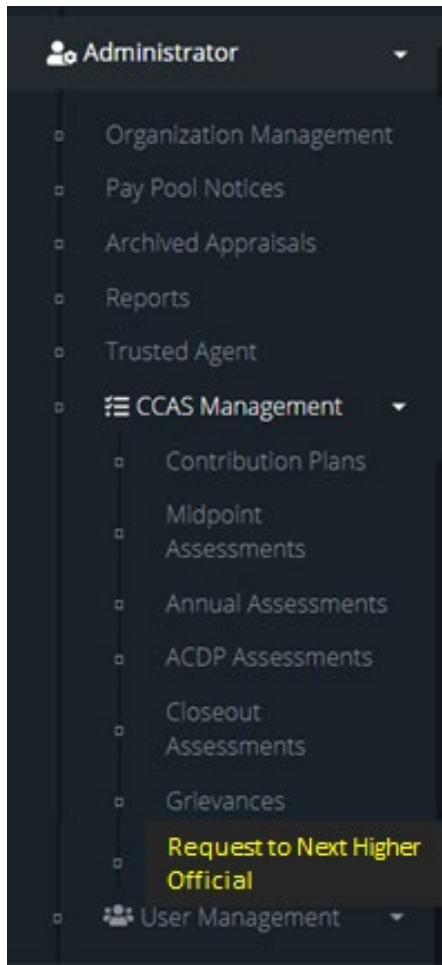 Administrator
Organization Management
Pay Pool Notices
Archived Appraisals
Reports
Trusted Agent
CCAS Management
Contribution Plans
Midpoint
Assessments
Annual Assessments
ACDP Assessments
Closeout
Assessments
Grievances
Request to Next Higher
Official
User Management